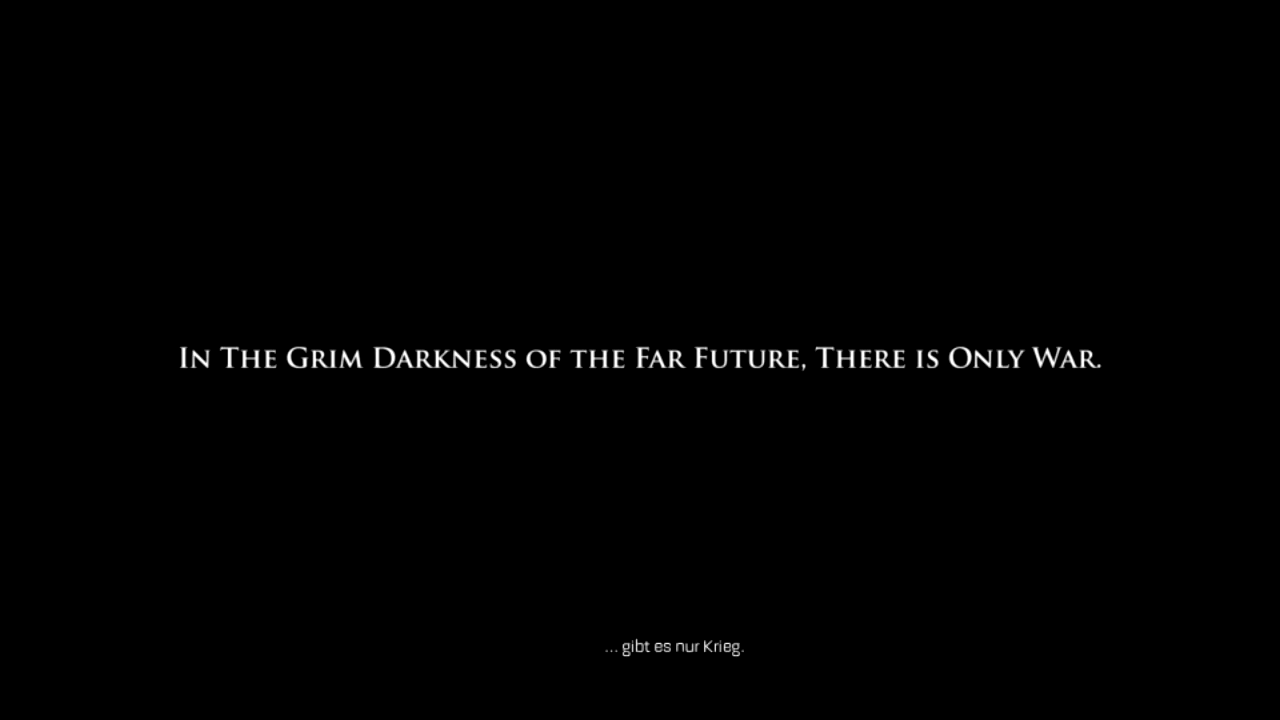 In The Grim Darkness of the Far Future, There is Only War.
... gibt es nur Krieg.